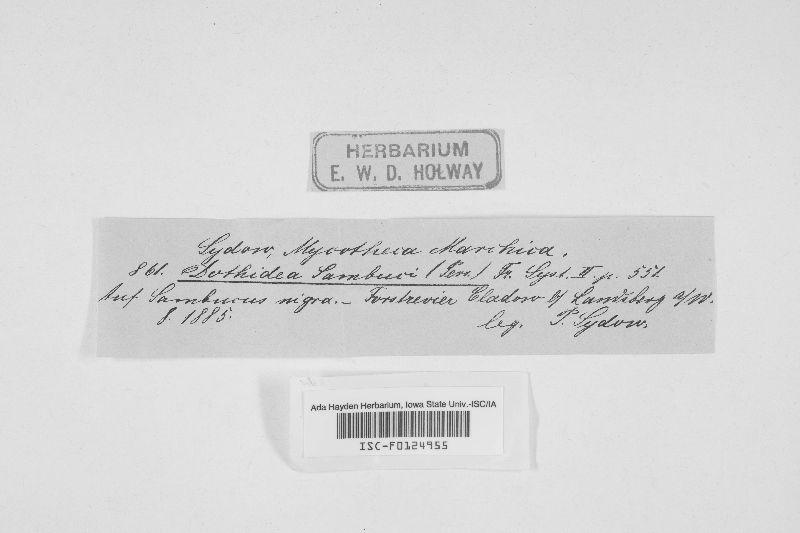 HERBARIUM
E. W. D. HOLWAY
Sydow, Mycotheca Marchica.
861. Dothidea Sambuci (Pers.) Fr. Syst. II p. 551
Auf Sambucus nigra. - Forstrevier Cladow b/ Landsberg a/W.
8. 1885. leg. P. Sydow.
Ada Hayden Herbarium, Iowa State Univ.-ISC/IA
ISC-F0124955